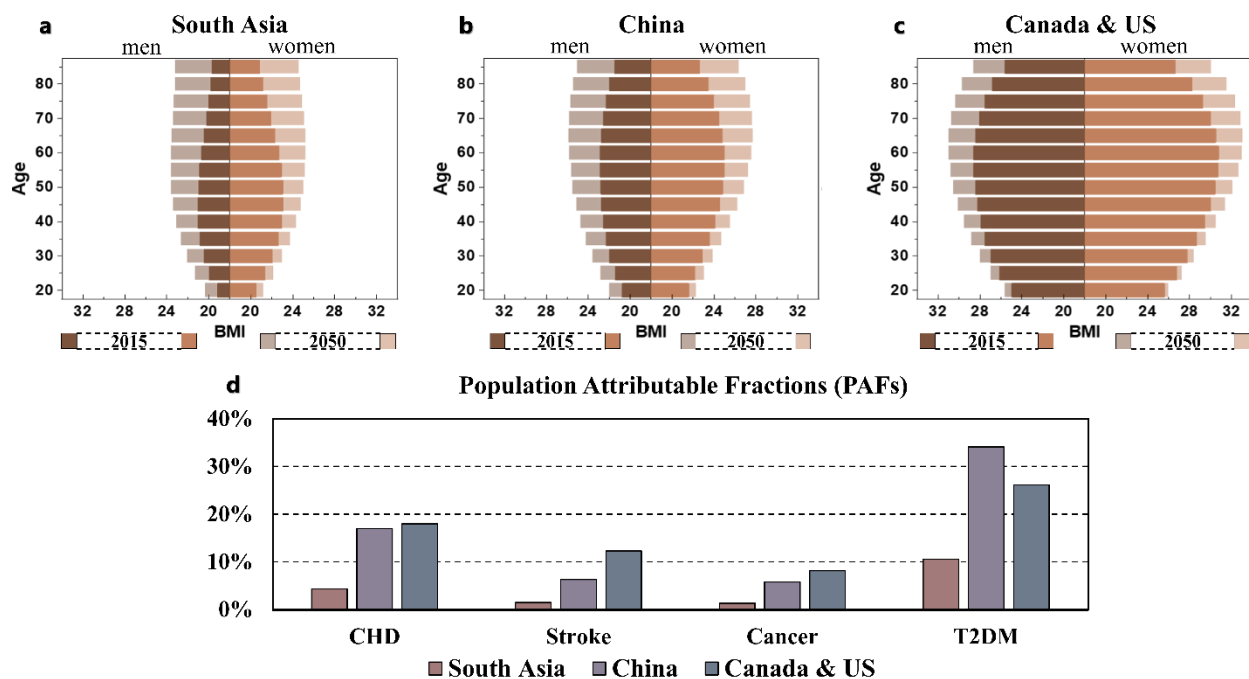 a South Asia
men women
Age
80
70
60
50
40
30
20
32 28 24 20 20 24 28 32
BMI
2015 2050
b China
men women
Age
80
70
60
50
40
30
20
32 28 24 20 20 24 28 32
BMI
2015 2050
c Canada & US
men women
Age
80
70
60
50
40
30
20
32 28 24 20 20 24 28 32
BMI
2015 2050
d Population Attributable Fractions (PAFs)
40%
30%
20%
10%
0%
CHD Stroke Cancer T2DM
South Asia China Canada & US